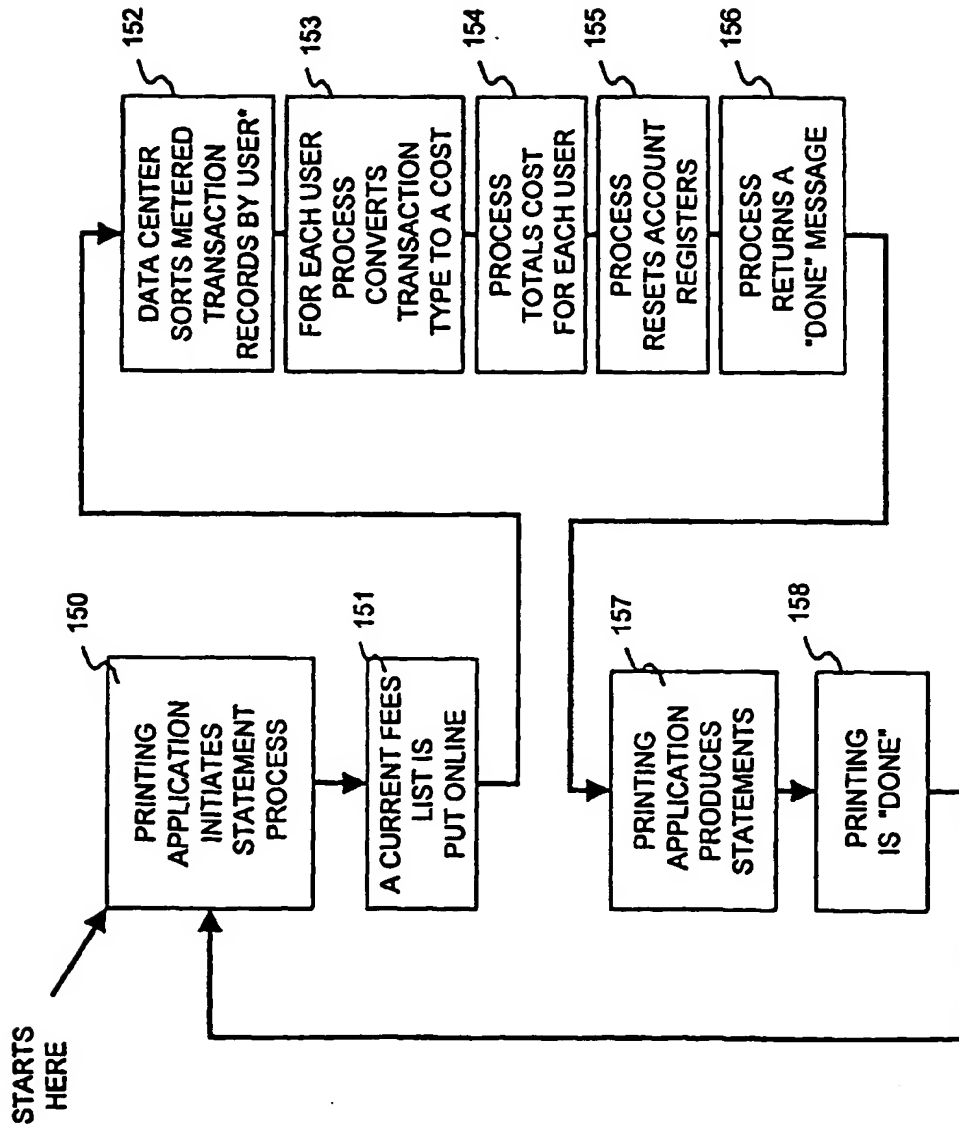 STARTS
HERE
150
PRINTING
APPLICATION
INITIATES
STATEMENT
PROCESS
151
A CURRENT FEES
LIST IS
PUT ONLINE
152
DATA CENTER
SORTS METERED
TRANSACTION
RECORDS BY USER*
153
FOR EACH USER
PROCESS
CONVERTS
TRANSACTION
TYPE TO A COST
154
PROCESS
TOTALS COST
FOR EACH USER
155
PROCESS
RESETS ACCOUNT
REGISTERS
156
PROCESS
RETURNS A
"DONE" MESSAGE
157
PRINTING
APPLICATION
PRODUCES
STATEMENTS
158
PRINTING
IS "DONE"